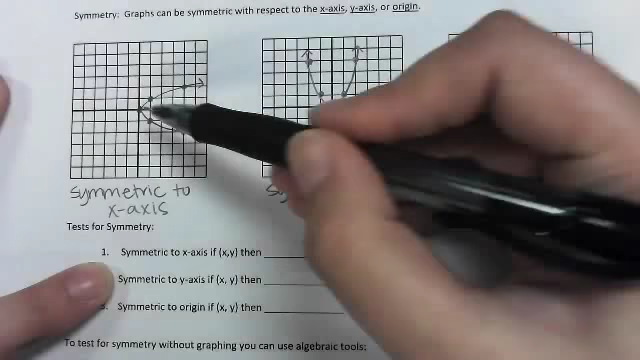 Symmetry: Graphs can be symmetric with respect to the x-axis, y-axis, or origin.
symmetric to
x-axis
Tests for Symmetry:
1. Symmetric to x-axis if (x,y) then
Symmetric to y-axis if (x, y) then
Symmetric to origin if (x, y) then
To test for symmetry without graphing you can use algebraic tools: